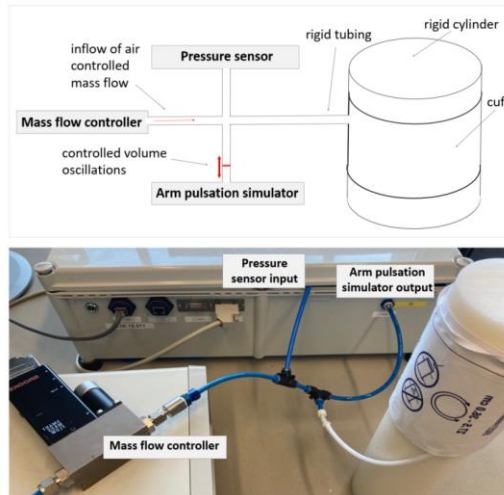 inflow of air
controlled
mass flow
Pressure sensor
rigid tubing
rigid cylinder
cuf
Mass flow controller
controlled volume
oscillations
Arm pulsation simulator
Pressure
sensor input
Arm pulsation
simulator output
Mass flow controller